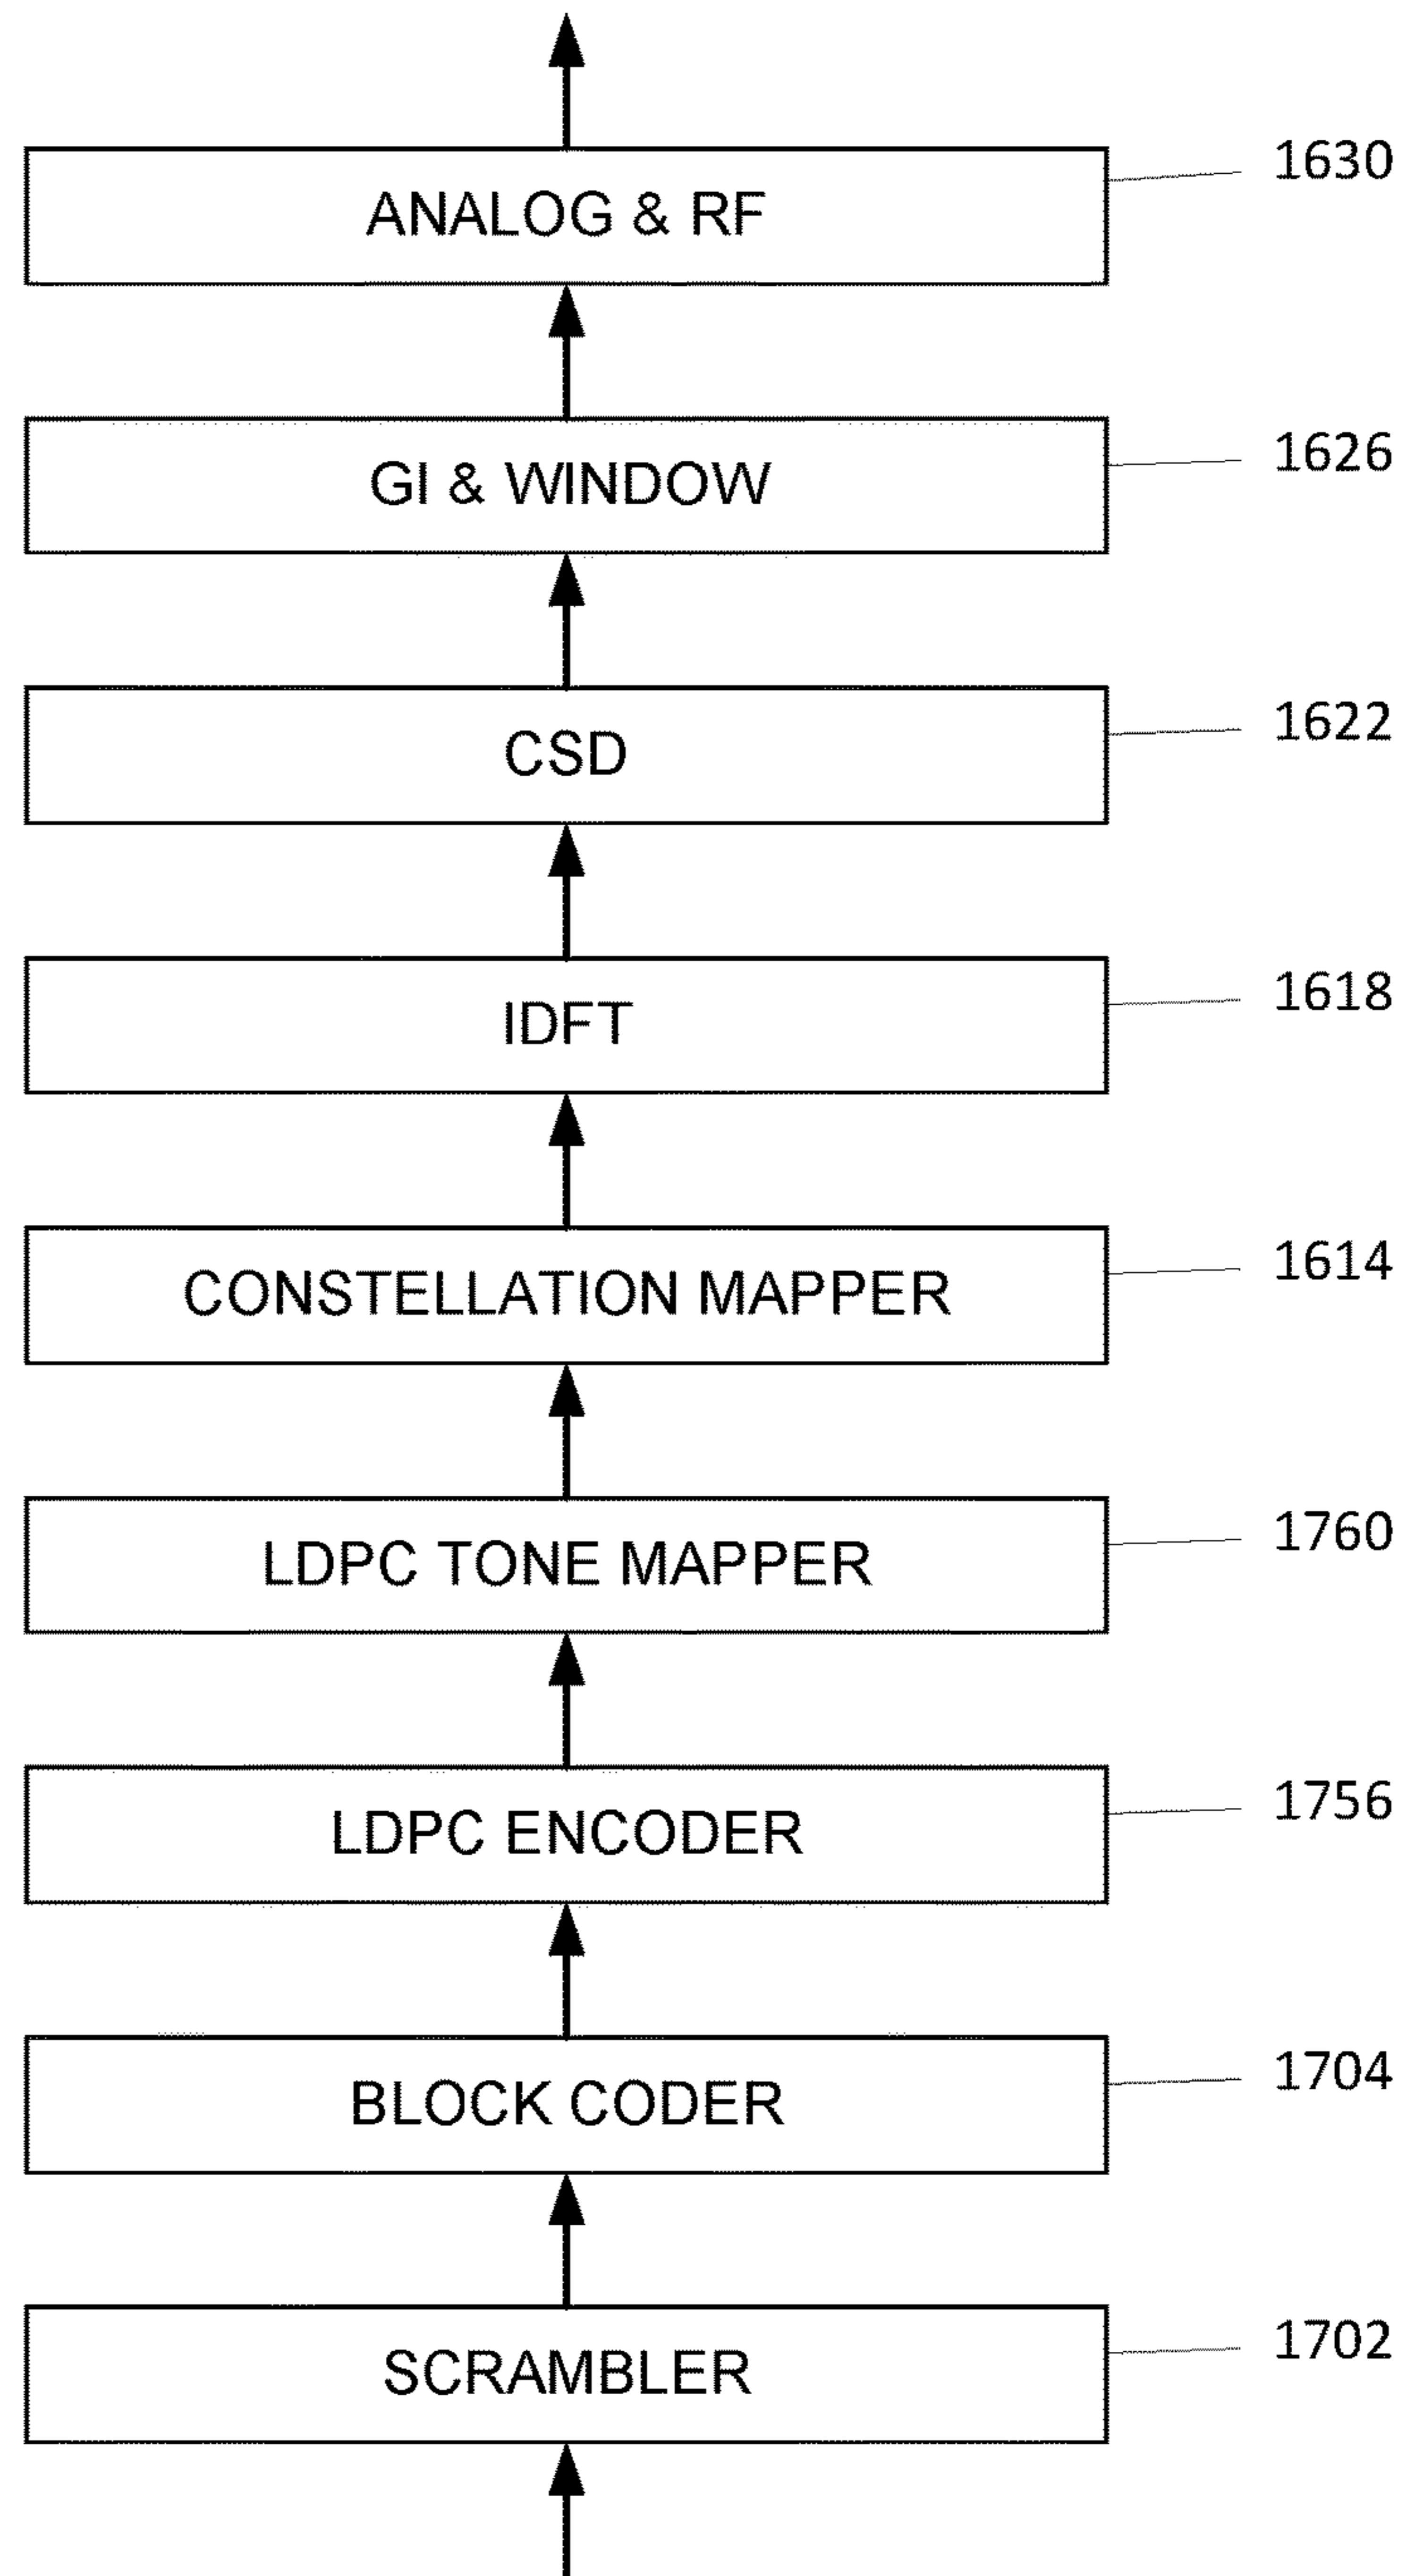 ANALOG & RF
1630
GI & WINDOW
1626
CSD
1622
IDFT
1618
CONSTELLATION MAPPER
1614
LDPC TONE MAPPER
1760
LDPC ENCODER
1756
BLOCK CODER
1704
SCRAMBLER
1702